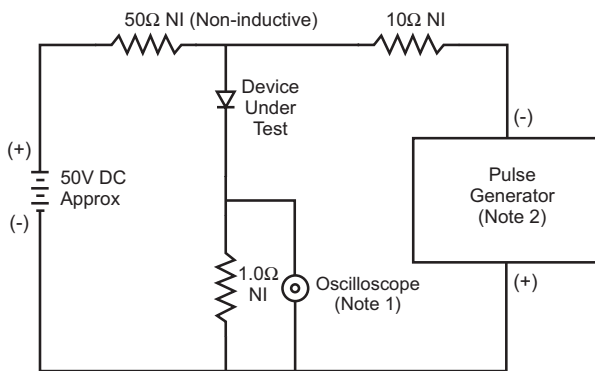 50Ω NI (Non-inductive)
10Ω NI
Device
Under
Test
(-)
(+)
50V DC
Approx
(-)
Pulse
Generator
(Note 2)
1.0Ω
NI
Oscilloscope
(Note 1)
(+)